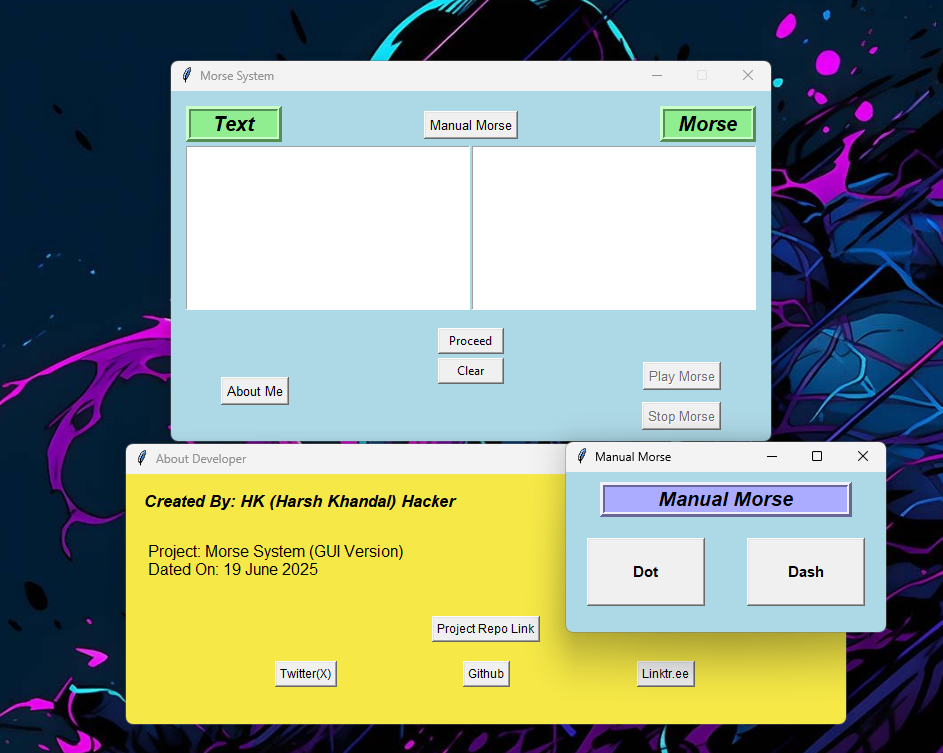 Morse System
Text
Manual Morse
Morse
Proceed
Clear
About Me
Play Morse
Stop Morse
About Developer
Created By: HK (Harsh Khandal) Hacker
Project: Morse System (GUI Version)
Dated On: 19 June 2025
Project Repo Link
Twitter(X)
Github
Linktr.ee
Manual Morse
Manual Morse
Dot
Dash